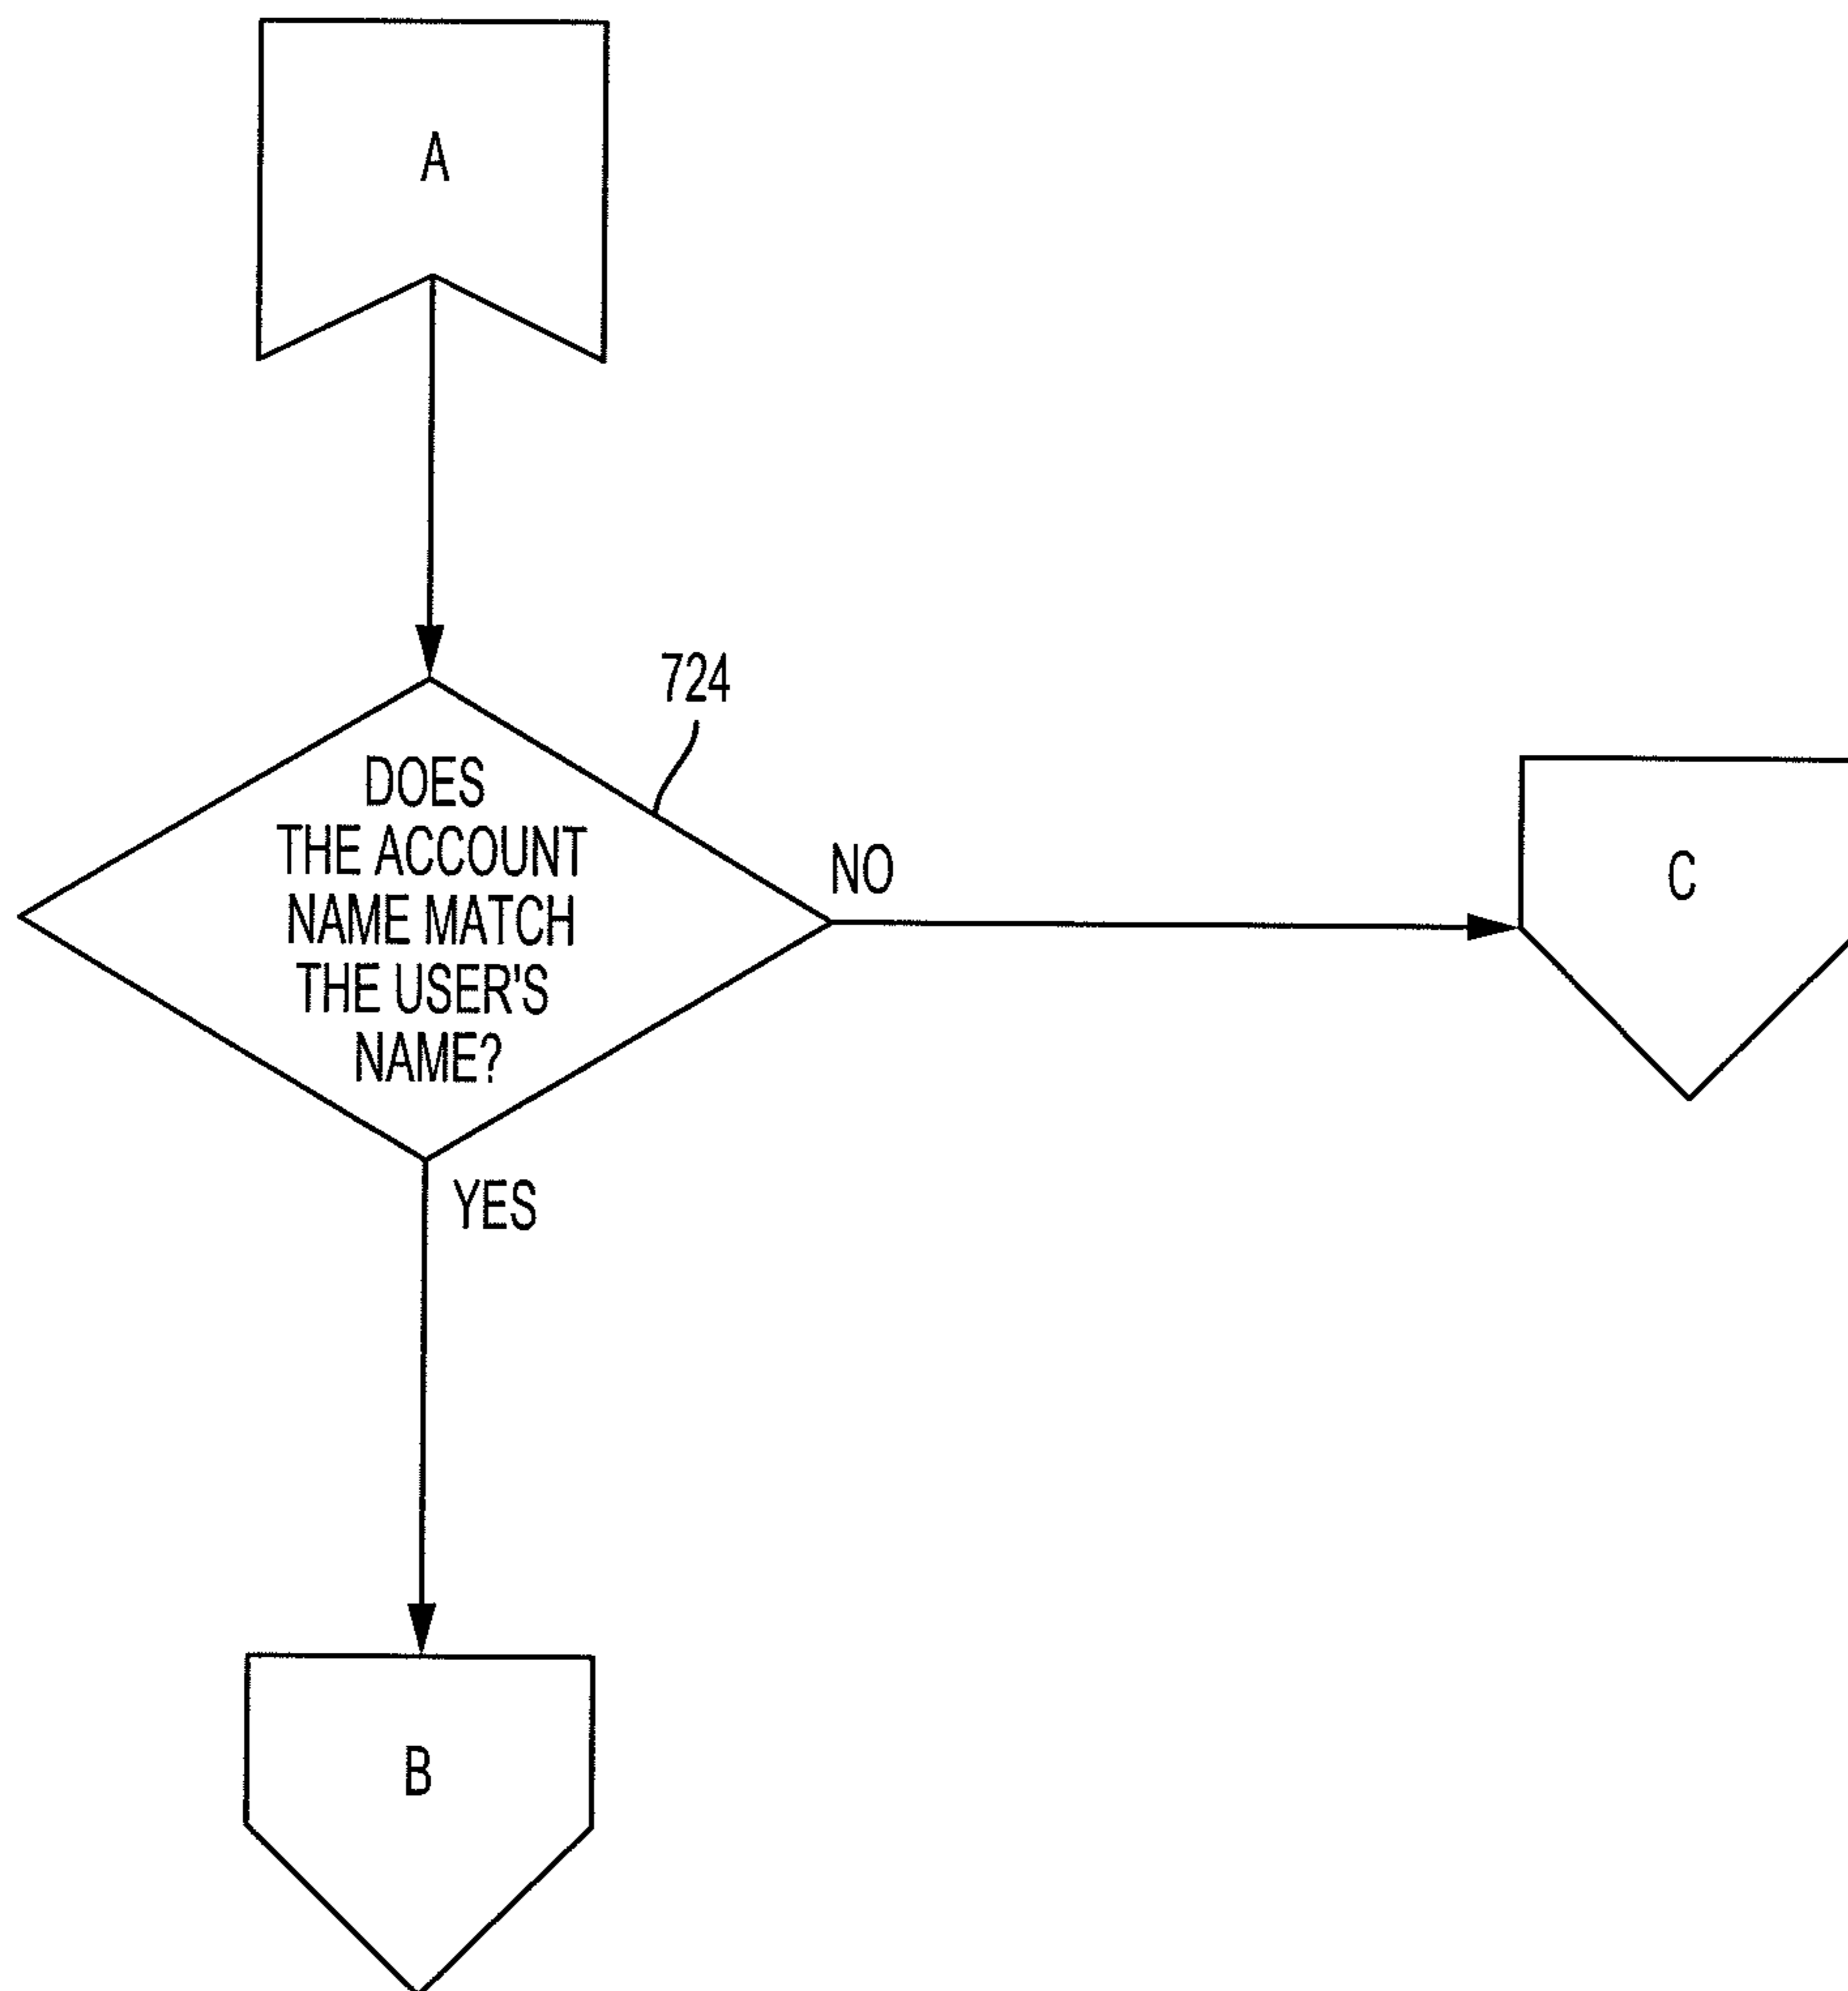 A
724
DOES
THE ACCOUNT
NAME MATCH
THE USER'S
NAME?
NO
C
YES
B